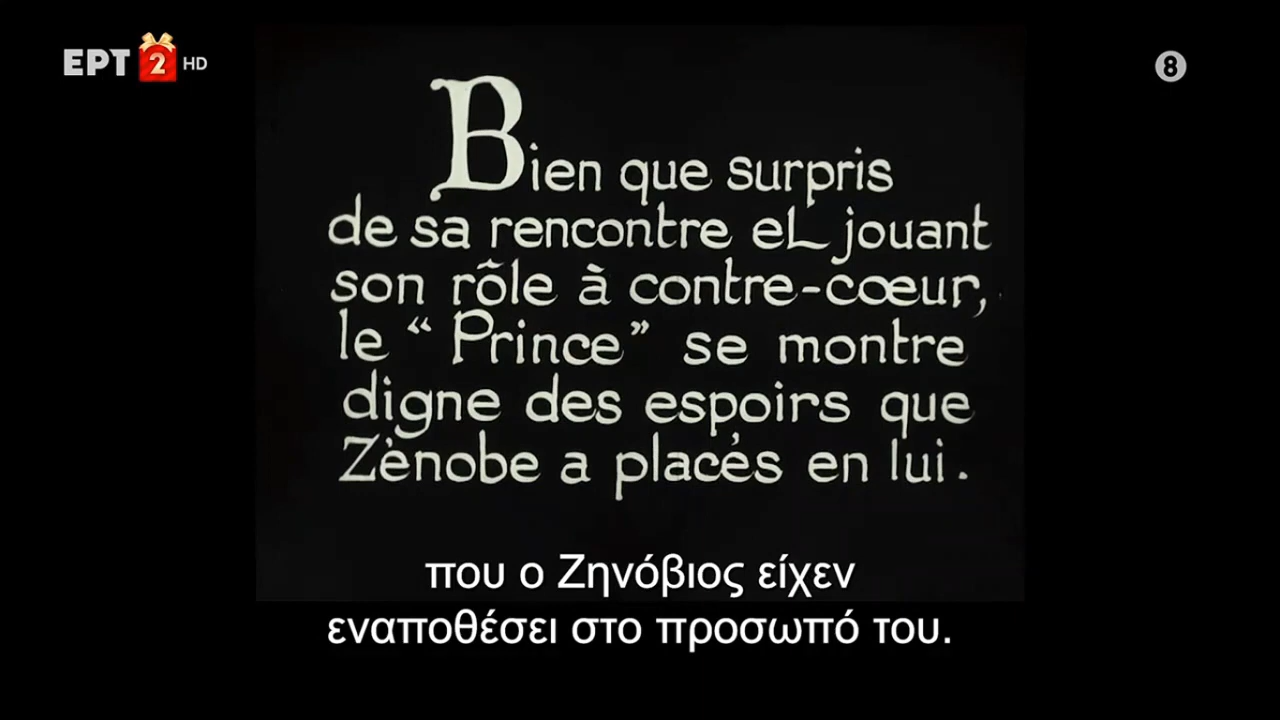 ΕΡΤ 2 HD
8
Bien que surpris
de sa rencontre et jouant
son rôle à contre-cœur,
le “ Prince ” se montre
digne des espoirs que
Zénobe a placés en lui.
που ο Ζηνόβιος είχεν
εναποθέσει στο προσωπό του.